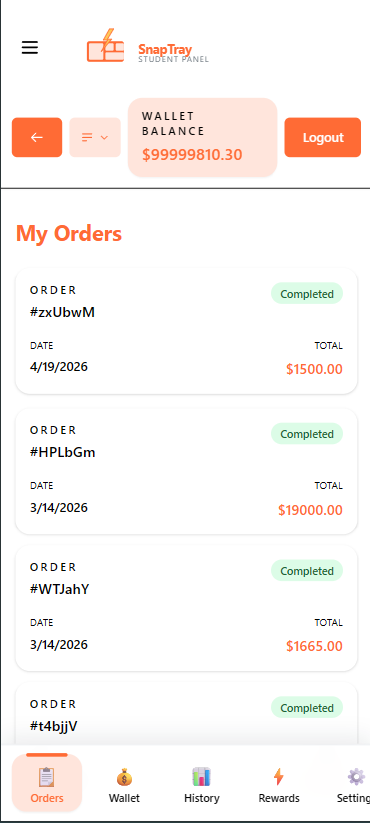 SnapTray
STUDENT PANEL
WALLET
BALANCE
$99999810.30
Logout
My Orders
ORDER
Completed
#zxUbwM
DATE
TOTAL
4/19/2026
$1500.00
ORDER
Completed
#HPLbGm
DATE
TOTAL
3/14/2026
$19000.00
ORDER
Completed
#WTJahY
DATE
TOTAL
3/14/2026
$1665.00
ORDER
Completed
#t4bjjV
Orders
Wallet
History
Rewards
Setting